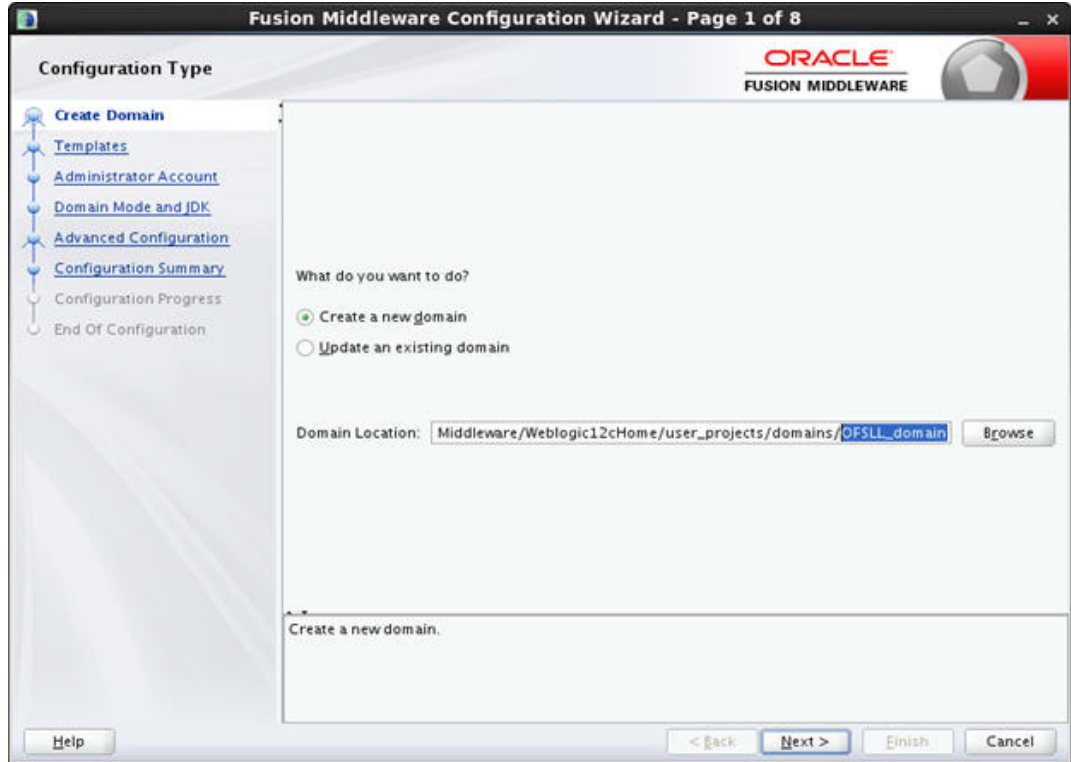 Fusion Middleware Configuration Wizard - Page 1 of 8
Configuration Type
ORACLE
FUSION MIDDLEWARE
Create Domain
Templates
Administrator Account
Domain Mode and JDK
Advanced Configuration
Configuration Summary
Configuration Progress
End Of Configuration
What do you want to do?
Create a new domain
Update an existing domain
Domain Location: Middleware/Weblogic12cHome/user_projects/domains/OFSLL_domain Browse
Create a new domain.
Help < Back Next > Finish Cancel